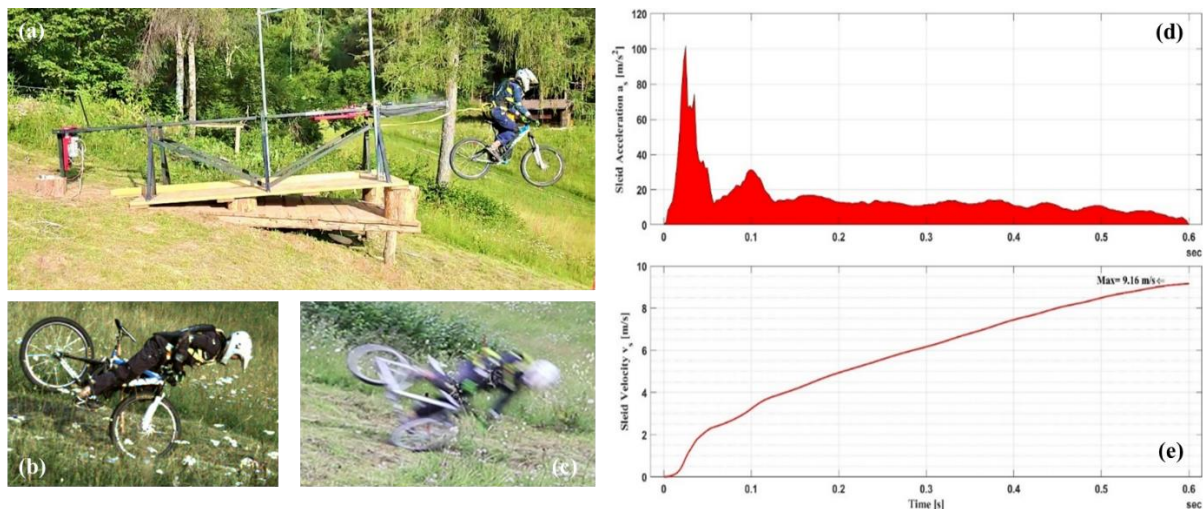 (a)
(b)
(c)
(d)
Sleid Acceleration a_s [m/s²]
120
100
80
60
40
20
0
0
0.1
0.2
0.3
0.4
0.5
0.6
sec
(e)
Sleid Velocity v_s [m/s]
10
8
6
4
2
0
Max= 9.16 m/s
0
0.1
0.2
0.3
0.4
0.5
0.6
Time [s]
sec